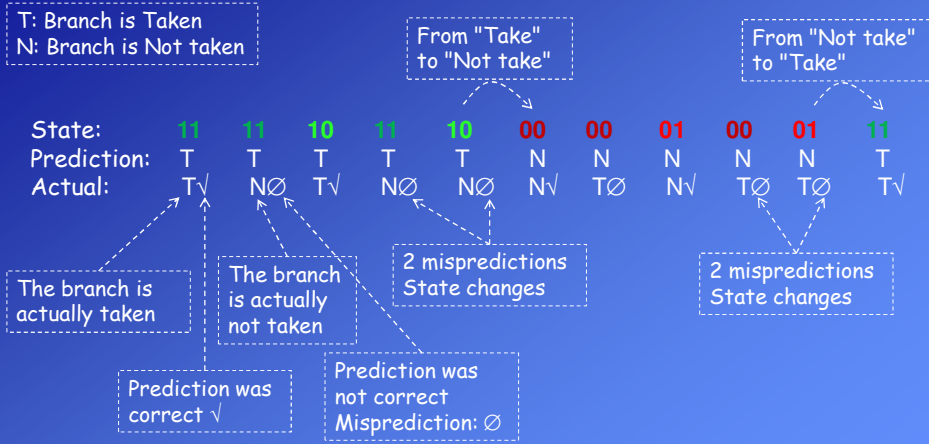 T: Branch is Taken
N: Branch is Not taken
From "Take"
to "Not take"
From "Not take"
to "Take"
State: 11 11 10 11 10 00 00 01 00 01 11
Prediction: T T T T T N N N N N T
Actual: T√ N∅ T√ N∅ N∅ N√ T∅ N√ T∅ T∅ T√
The branch is
actually taken
The branch
is actually
not taken
2 mispredictions
State changes
2 mispredictions
State changes
Prediction was
correct √
Prediction was
not correct
Misprediction: ∅